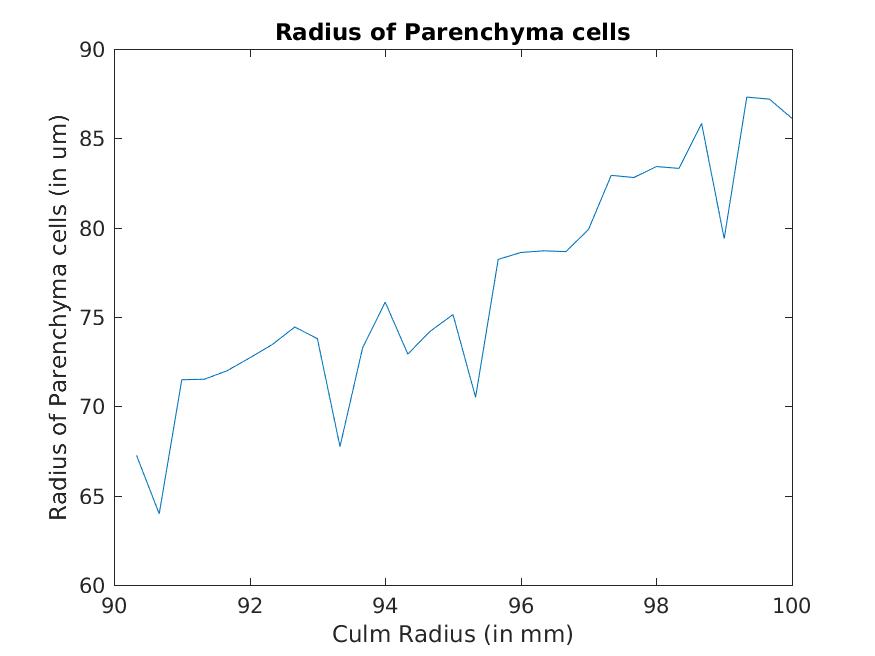 Radius of Parenchyma cells
90
85
80
75
70
65
60
Radius of Parenchyma cells (in um)
90 92 94 96 98 100
Culm Radius (in mm)